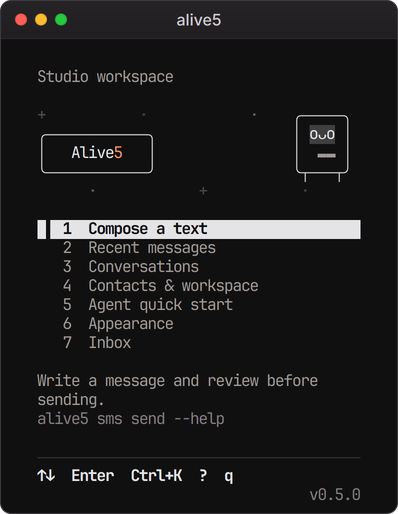 alive5
Studio workspace
Alive5
oᴗo
1 Compose a text
2 Recent messages
3 Conversations
4 Contacts & workspace
5 Agent quick start
6 Appearance
7 Inbox
Write a message and review before
sending.
alive5 sms send --help
↑↓ Enter Ctrl+K ? q
v0.5.0